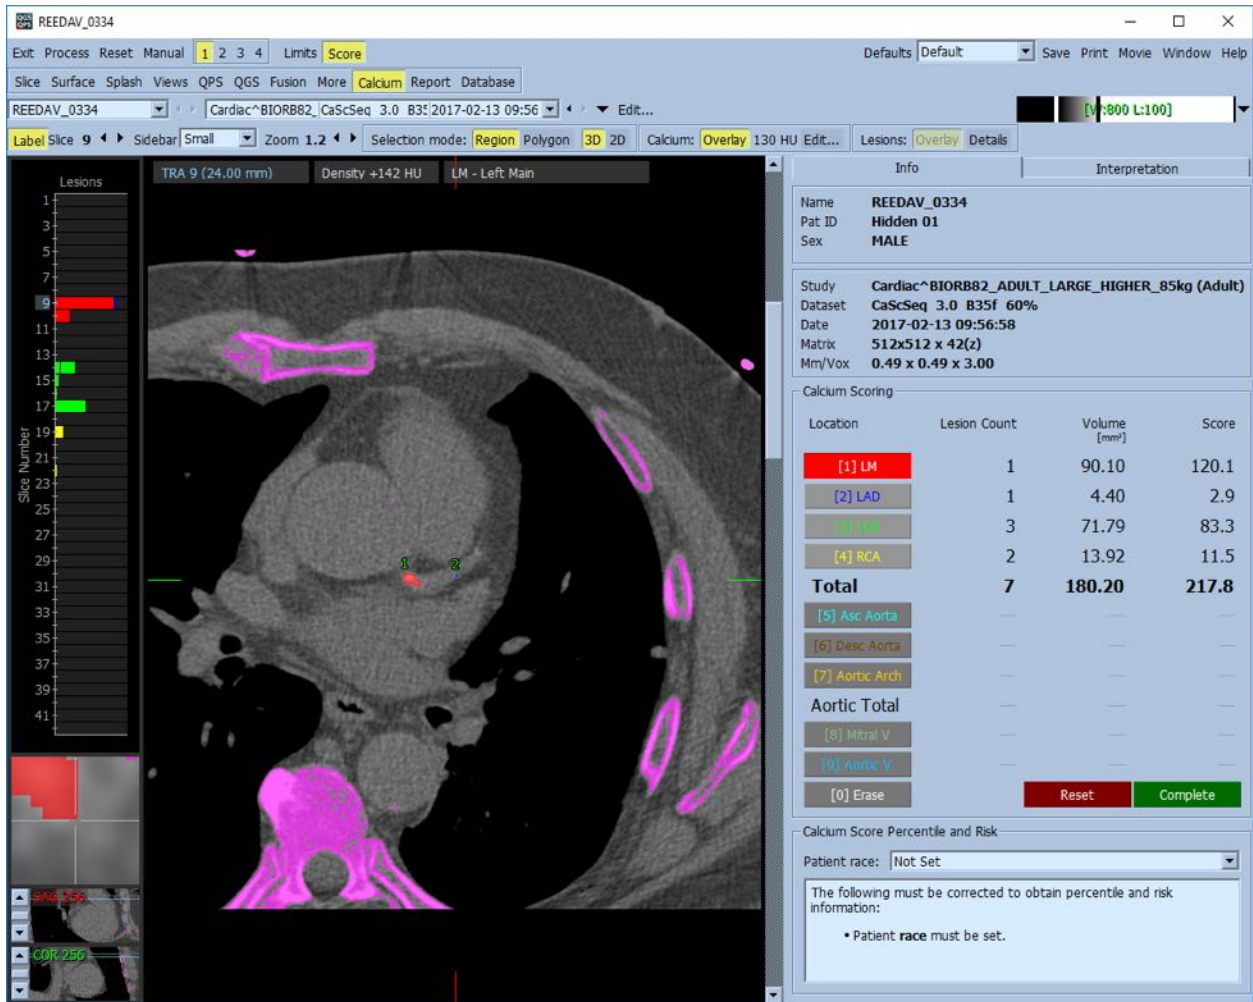 REEDAV_0334
Exit Process Reset Manual 1 2 3 4 Limits Score Defaults Default Save Print Movie Window Help
Slice Surface Splash Views QPS QGS Fusion More Calcium Report Database
REEDAV_0334 Cardiac^BIORB82_ CaScSeq 3.0 B35 2017-02-13 09:56 Edit... [W:800 L:100]
Label Slice 9 Sidebar Small Zoom 1.2 Selection mode: Region Polygon 3D 2D Calcium: Overlay 130 HU Edit... Lesions: Overlay Details
Lesions
1
3
5
7
9
11
13
15
17
19
21
23
25
27
29
31
33
35
37
39
41
Slice Number
SAG 256
COR 256
TRA 9 (24.00 mm) Density +142 HU LM - Left Main
1 2
Info Interpretation
Name REEDAV_0334
Pat ID Hidden 01
Sex MALE
Study Cardiac^BIORB82_ADULT_LARGE_HIGHER_85kg (Adult)
Dataset CaScSeq 3.0 B35f 60%
Date 2017-02-13 09:56:58
Matrix 512x512 x 42(z)
Mm/Vox 0.49 x 0.49 x 3.00
Calcium Scoring
Location Lesion Count Volume Score
[1] LM 1 90.10 120.1
[2] LAD 1 4.40 2.9
3 71.79 83.3
[4] RCA 2 13.92 11.5
Total 7 180.20 217.8
[5] Asc Aorta — — —
[6] Desc Aorta — — —
[7] Aortic Arch — — —
Aortic Total — — —
[8] Mitral V — — —
[9] Aortic V — — —
[0] Erase Reset Complete
Calcium Score Percentile and Risk
Patient race: Not Set
The following must be corrected to obtain percentile and risk
information:
• Patient race must be set.